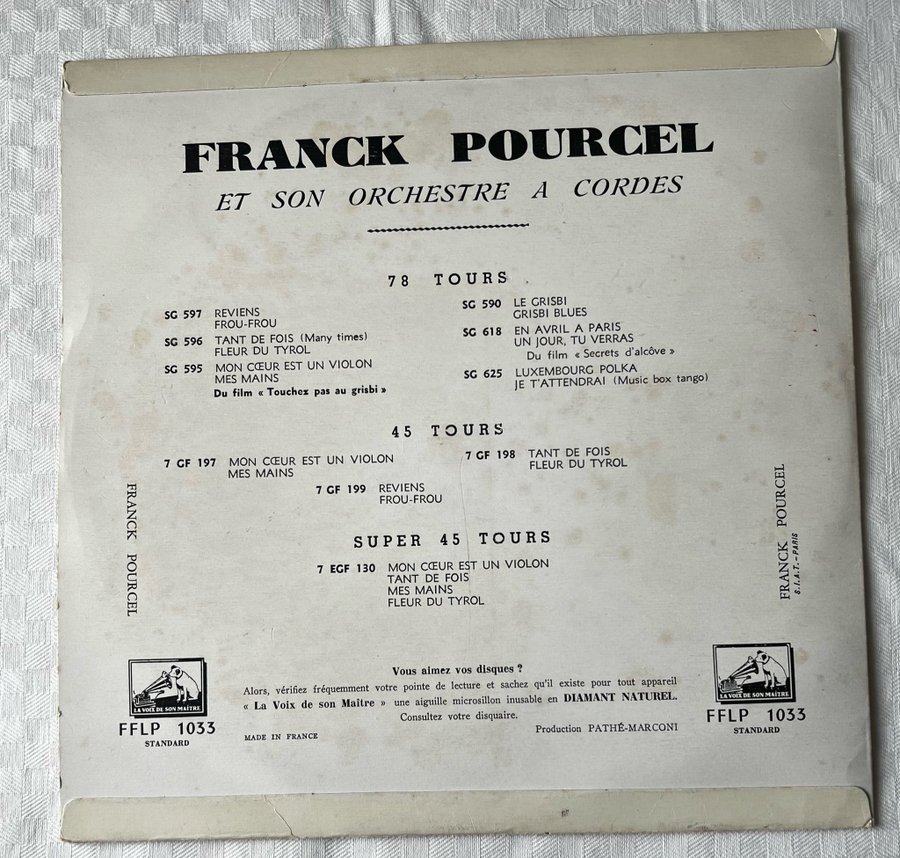 FRANCK POURCEL
ET SON ORCHESTRE A CORDES
78 TOURS
SG 597 REVIENS
FROU-FROU
SG 596 TANT DE FOIS (Many times)
FLEUR DU TYROL
SG 595 MON CŒUR EST UN VIOLON
MES MAINS
Du film « Touchez pas au grisbi »
SG 590 LE GRISBI
GRISBI BLUES
SG 618 EN AVRIL A PARIS
UN JOUR, TU VERRAS
Du film « Secrets d'alcôve »
SG 625 LUXEMBOURG POLKA
JE T'ATTENDRAI (Music box tango)
45 TOURS
7 GF 197 MON CŒUR EST UN VIOLON
MES MAINS
7 GF 198 TANT DE FOIS
FLEUR DU TYROL
7 GF 199 REVIENS
FROU-FROU
SUPER 45 TOURS
7 EGF 130 MON CŒUR EST UN VIOLON
TANT DE FOIS
MES MAINS
FLEUR DU TYROL
FRANCK POURCEL
FRANCK POURCEL
S.I.A.T. - PARIS
LA VOIX DE SON MAÎTRE
FFLP 1033
STANDARD
Vous aimez vos disques ?
Alors, vérifiez fréquemment votre pointe de lecture et sachez qu'il existe pour tout appareil
« La Voix de son Maître » une aiguille microsillon inusable en DIAMANT NATUREL.
Consultez votre disquaire.
MADE IN FRANCE
Production PATHÉ-MARCONI
LA VOIX DE SON MAÎTRE
FFLP 1033
STANDARD